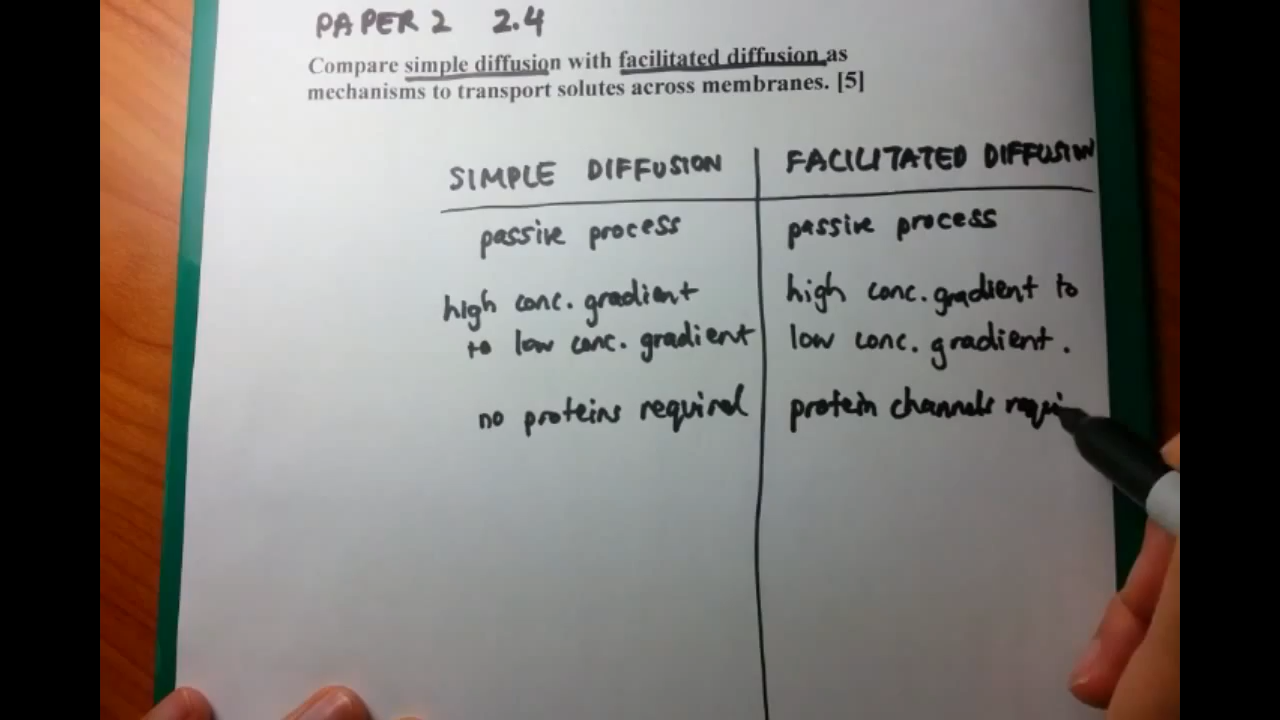 PAPER 2 2.4
Compare simple diffusion with facilitated diffusion as
mechanisms to transport solutes across membranes. [5]
SIMPLE DIFFUSION
passive process
high conc. gradient
to low conc. gradient
no proteins required
FACILITATED DIFFUSION
passive process
high conc. gradient to
low conc. gradient.
protein channels requi